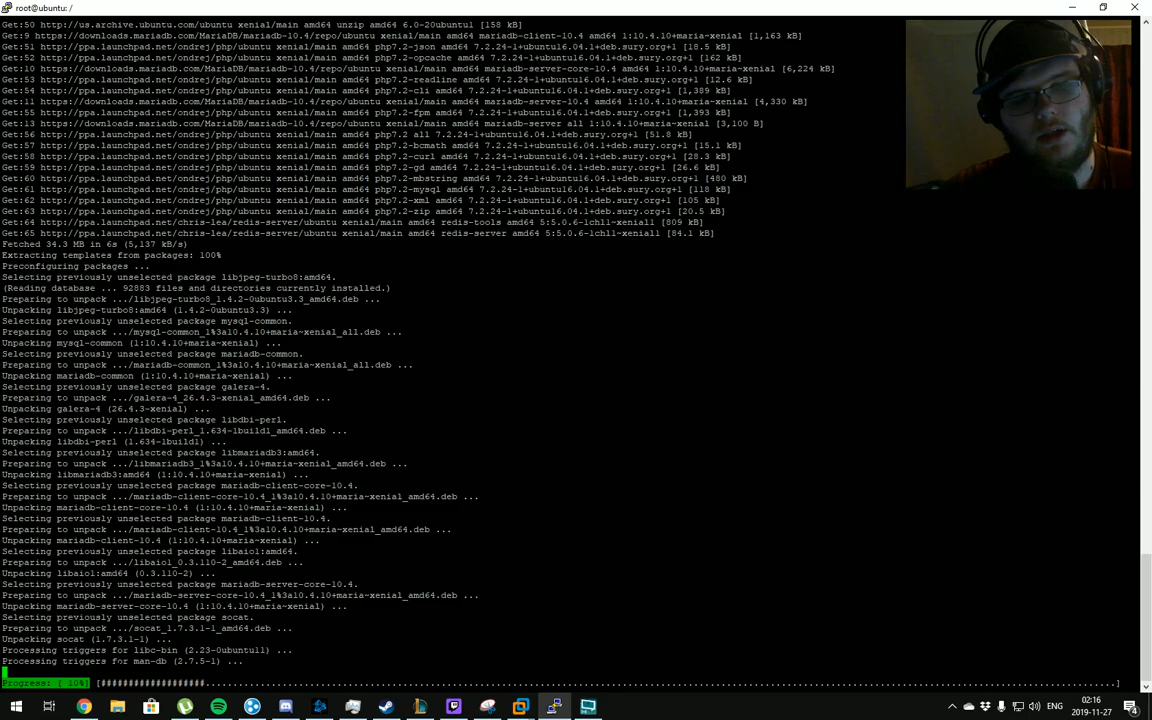 root@ubuntu: /
Get:50 http://us.archive.ubuntu.com/ubuntu xenial/main amd64 unzip amd64 6.0-20ubuntu1 [158 kB]
Get:9 https://downloads.mariadb.com/MariaDB/mariadb-10.4/repo/ubuntu xenial/main amd64 mariadb-client-10.4 amd64 1:10.4.10+maria~xenial [1,163 kB]
Get:51 http://ppa.launchpad.net/ondrej/php/ubuntu xenial/main amd64 php7.2-json amd64 7.2.24-1+ubuntu16.04.1+deb.sury.org+1 [18.5 kB]
Get:52 http://ppa.launchpad.net/ondrej/php/ubuntu xenial/main amd64 php7.2-opcache amd64 7.2.24-1+ubuntu16.04.1+deb.sury.org+1 [162 kB]
Get:10 https://downloads.mariadb.com/MariaDB/mariadb-10.4/repo/ubuntu xenial/main amd64 mariadb-server-core-10.4 amd64 1:10.4.10+maria~xenial [6,224 kB]
Get:53 http://ppa.launchpad.net/ondrej/php/ubuntu xenial/main amd64 php7.2-readline amd64 7.2.24-1+ubuntu16.04.1+deb.sury.org+1 [12.6 kB]
Get:54 http://ppa.launchpad.net/ondrej/php/ubuntu xenial/main amd64 php7.2-cli amd64 7.2.24-1+ubuntu16.04.1+deb.sury.org+1 [1,389 kB]
Get:11 https://downloads.mariadb.com/MariaDB/mariadb-10.4/repo/ubuntu xenial/main amd64 mariadb-server-10.4 amd64 1:10.4.10+maria~xenial [4,330 kB]
Get:55 http://ppa.launchpad.net/ondrej/php/ubuntu xenial/main amd64 php7.2-fpm amd64 7.2.24-1+ubuntu16.04.1+deb.sury.org+1 [1,393 kB]
Get:13 https://downloads.mariadb.com/MariaDB/mariadb-10.4/repo/ubuntu xenial/main amd64 mariadb-server all 1:10.4.10+maria~xenial [3,100 B]
Get:56 http://ppa.launchpad.net/ondrej/php/ubuntu xenial/main amd64 php7.2 all 7.2.24-1+ubuntu16.04.1+deb.sury.org+1 [51.8 kB]
Get:57 http://ppa.launchpad.net/ondrej/php/ubuntu xenial/main amd64 php7.2-bcmath amd64 7.2.24-1+ubuntu16.04.1+deb.sury.org+1 [15.1 kB]
Get:58 http://ppa.launchpad.net/ondrej/php/ubuntu xenial/main amd64 php7.2-curl amd64 7.2.24-1+ubuntu16.04.1+deb.sury.org+1 [28.3 kB]
Get:59 http://ppa.launchpad.net/ondrej/php/ubuntu xenial/main amd64 php7.2-gd amd64 7.2.24-1+ubuntu16.04.1+deb.sury.org+1 [26.6 kB]
Get:60 http://ppa.launchpad.net/ondrej/php/ubuntu xenial/main amd64 php7.2-mbstring amd64 7.2.24-1+ubuntu16.04.1+deb.sury.org+1 [480 kB]
Get:61 http://ppa.launchpad.net/ondrej/php/ubuntu xenial/main amd64 php7.2-mysql amd64 7.2.24-1+ubuntu16.04.1+deb.sury.org+1 [118 kB]
Get:62 http://ppa.launchpad.net/ondrej/php/ubuntu xenial/main amd64 php7.2-xml amd64 7.2.24-1+ubuntu16.04.1+deb.sury.org+1 [105 kB]
Get:63 http://ppa.launchpad.net/ondrej/php/ubuntu xenial/main amd64 php7.2-zip amd64 7.2.24-1+ubuntu16.04.1+deb.sury.org+1 [20.5 kB]
Get:64 http://ppa.launchpad.net/chris-lea/redis-server/ubuntu xenial/main amd64 redis-tools amd64 5:5.0.6-1chl1~xenial1 [809 kB]
Get:65 http://ppa.launchpad.net/chris-lea/redis-server/ubuntu xenial/main amd64 redis-server amd64 5:5.0.6-1chl1~xenial1 [84.1 kB]
Fetched 34.3 MB in 6s (5,137 kB/s)
Extracting templates from packages: 100%
Preconfiguring packages ...
Selecting previously unselected package libjpeg-turbo8:amd64.
(Reading database ... 92883 files and directories currently installed.)
Preparing to unpack .../libjpeg-turbo8_1.4.2-0ubuntu3.3_amd64.deb ...
Unpacking libjpeg-turbo8:amd64 (1.4.2-0ubuntu3.3) ...
Selecting previously unselected package mysql-common.
Preparing to unpack .../mysql-common_1%3a10.4.10+maria~xenial_all.deb ...
Unpacking mysql-common (1:10.4.10+maria~xenial) ...
Selecting previously unselected package mariadb-common.
Preparing to unpack .../mariadb-common_1%3a10.4.10+maria~xenial_all.deb ...
Unpacking mariadb-common (1:10.4.10+maria~xenial) ...
Selecting previously unselected package galera-4.
Preparing to unpack .../galera-4_26.4.3-xenial_amd64.deb ...
Unpacking galera-4 (26.4.3-xenial) ...
Selecting previously unselected package libdbi-perl.
Preparing to unpack .../libdbi-perl_1.634-1build1_amd64.deb ...
Unpacking libdbi-perl (1.634-1build1) ...
Selecting previously unselected package libmariadb3:amd64.
Preparing to unpack .../libmariadb3_1%3a10.4.10+maria~xenial_amd64.deb ...
Unpacking libmariadb3:amd64 (1:10.4.10+maria~xenial) ...
Selecting previously unselected package mariadb-client-core-10.4.
Preparing to unpack .../mariadb-client-core-10.4_1%3a10.4.10+maria~xenial_amd64.deb ...
Unpacking mariadb-client-core-10.4 (1:10.4.10+maria~xenial) ...
Selecting previously unselected package mariadb-client-10.4.
Preparing to unpack .../mariadb-client-10.4_1%3a10.4.10+maria~xenial_amd64.deb ...
Unpacking mariadb-client-10.4 (1:10.4.10+maria~xenial) ...
Selecting previously unselected package libaio1:amd64.
Preparing to unpack .../libaio1_0.3.110-2_amd64.deb ...
Unpacking libaio1:amd64 (0.3.110-2) ...
Selecting previously unselected package mariadb-server-core-10.4.
Preparing to unpack .../mariadb-server-core-10.4_1%3a10.4.10+maria~xenial_amd64.deb ...
Unpacking mariadb-server-core-10.4 (1:10.4.10+maria~xenial) ...
Selecting previously unselected package socat.
Preparing to unpack .../socat_1.7.3.1-1_amd64.deb ...
Unpacking socat (1.7.3.1-1) ...
Processing triggers for libc-bin (2.23-0ubuntu11) ...
Processing triggers for man-db (2.7.5-1) ...
Progress: [ 10%]
ENG
02:16
2019-11-27
4